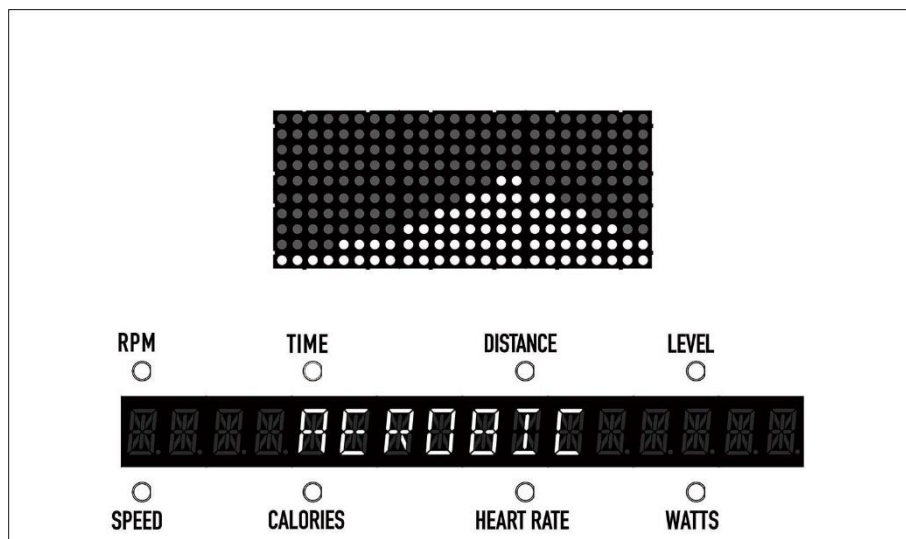 RPM TIME DISTANCE LEVEL
AEROBIC
SPEED CALORIES HEART RATE WATTS